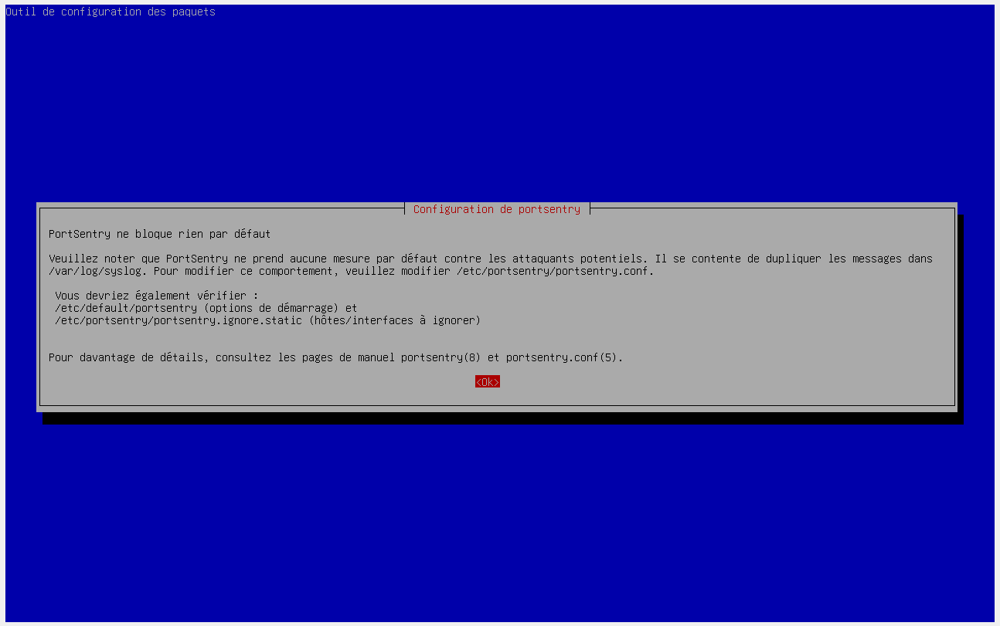 Outil de configuration des paquets
Configuration de portsentry
PortSentry ne bloque rien par défaut
Veuillez noter que PortSentry ne prend aucune mesure par défaut contre les attaquants potentiels. Il se contente de dupliquer les messages dans
/var/log/syslog. Pour modifier ce comportement, veuillez modifier /etc/portsentry/portsentry.conf.
Vous devriez également vérifier :
/etc/default/portsentry (options de démarrage) et
/etc/portsentry/portsentry.ignore.static (hôtes/interfaces à ignorer)
Pour davantage de détails, consultez les pages de manuel portsentry(8) et portsentry.conf(5).
<Ok>